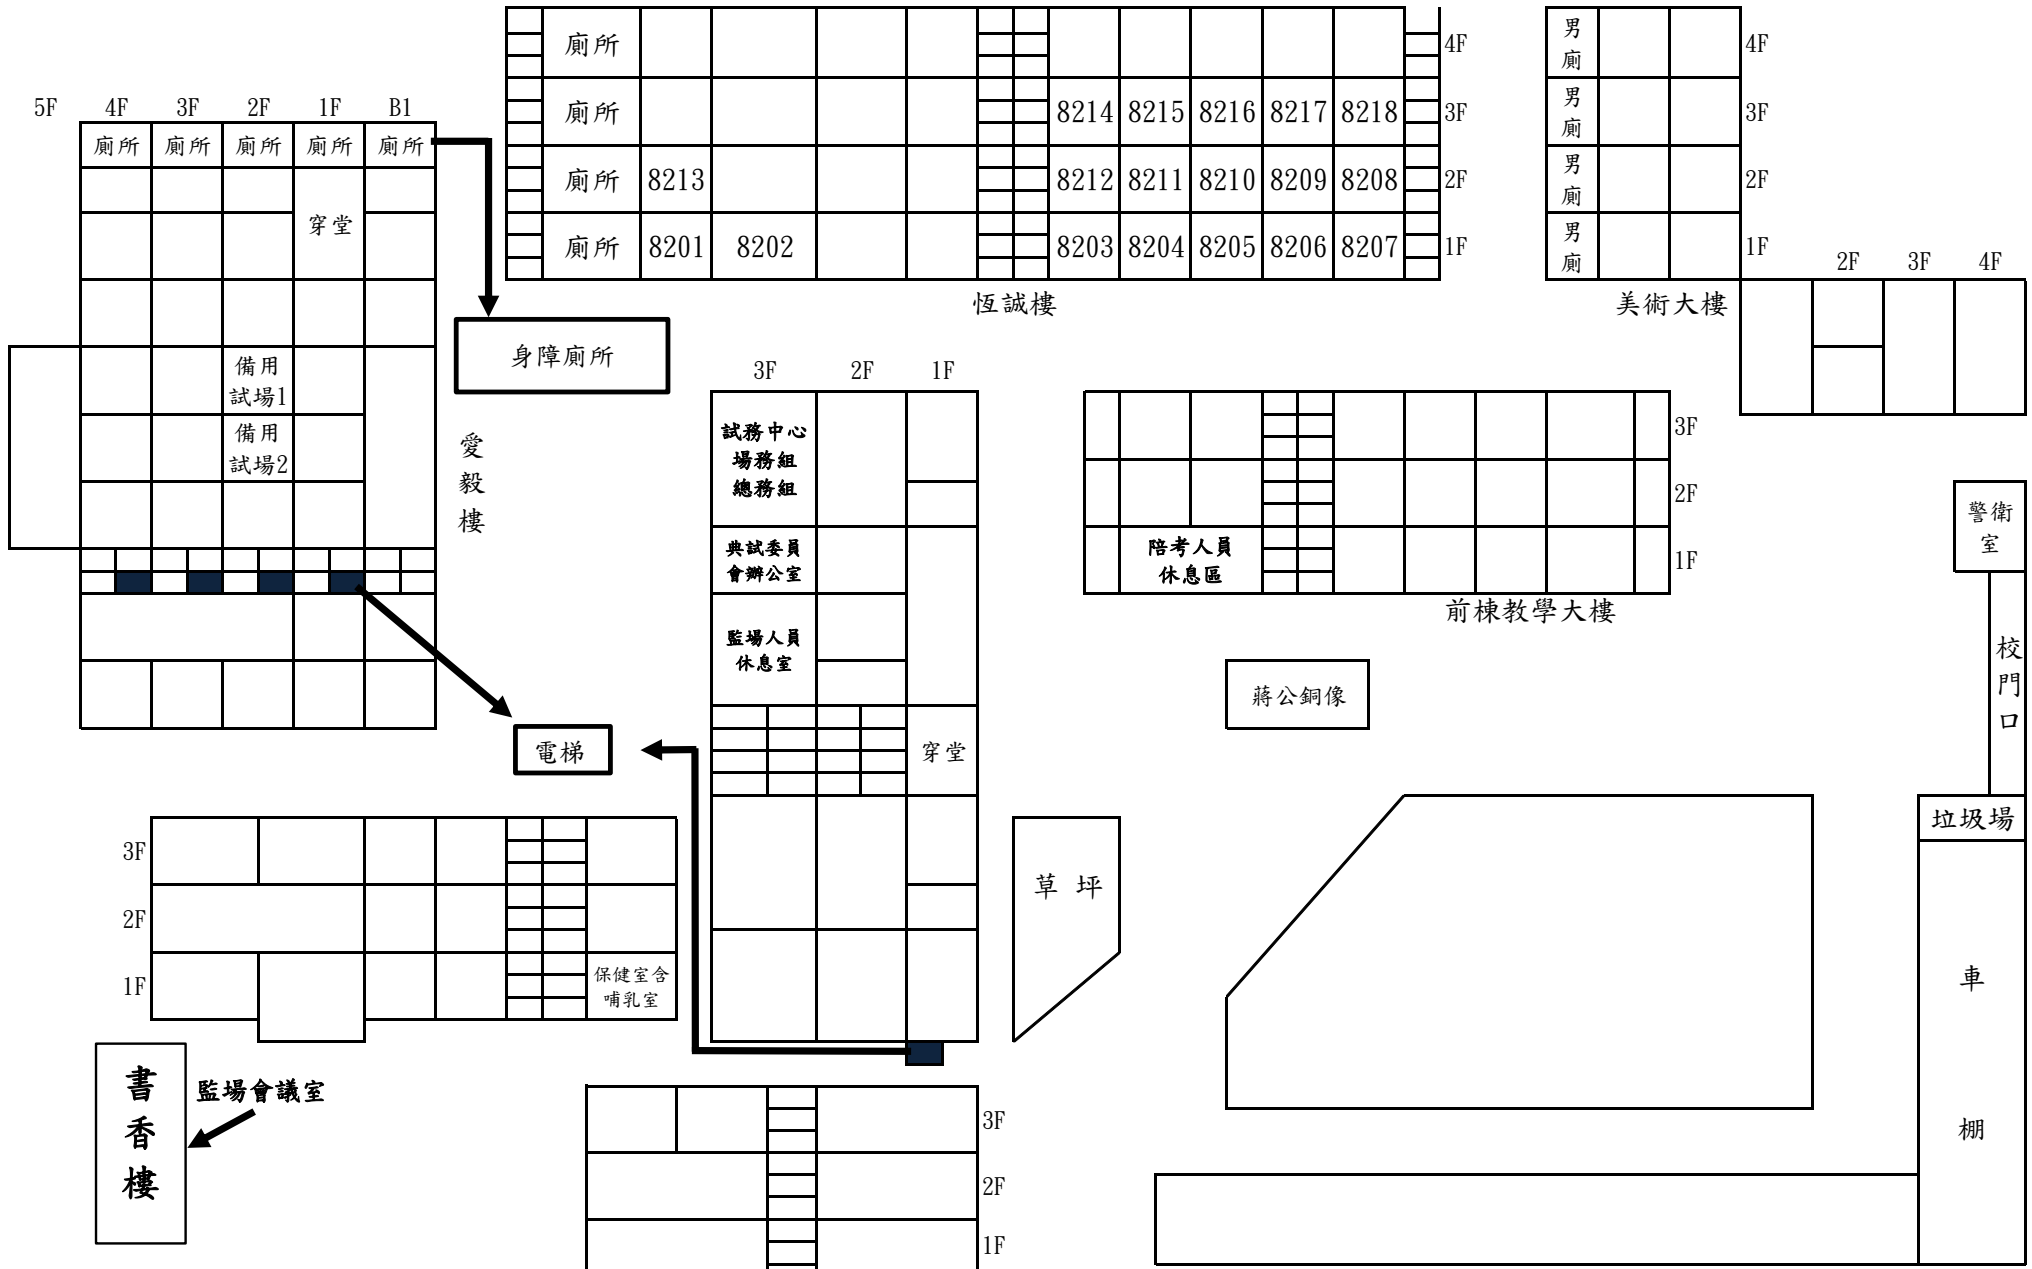 5F 4F 3F 2F 1F B1
廁所 廁所 廁所 廁所 廁所
穿堂
備用
試場1
備用
試場2
愛
毅
樓
身障廁所
電梯
廁所 4F
廁所 8214 8215 8216 8217 8218 3F
廁所 8213 8212 8211 8210 8209 8208 2F
廁所 8201 8202 8203 8204 8205 8206 8207 1F
恆誠樓
男
廁
4F
男
廁
3F
男
廁
2F
男
廁
1F
美術大樓
2F 3F 4F
3F 2F 1F
試務中心
場務組
總務組
典試委員
會辦公室
監場人員
休息室
穿堂
3F
2F
陪考人員
休息區
1F
前棟教學大樓
蔣公銅像
警衛
室
校
門
口
垃圾場
車
棚
草 坪
3F
2F
1F
保健室含
哺乳室
書
香
樓
監場會議室
3F
2F
1F